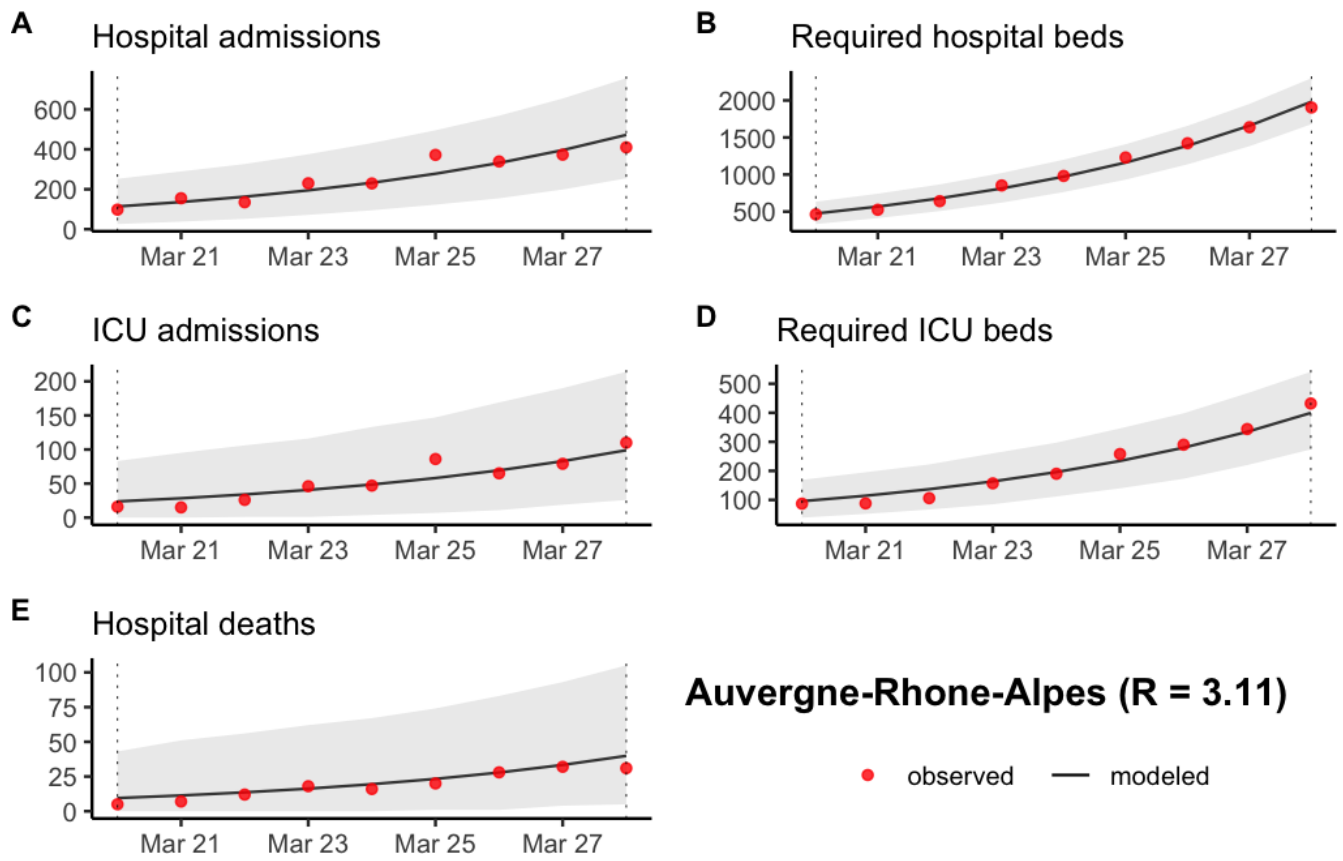 A
Hospital admissions
600
400
200
0
Mar 21 Mar 23 Mar 25 Mar 27
B
Required hospital beds
2000
1500
1000
500
Mar 21 Mar 23 Mar 25 Mar 27
C
ICU admissions
200
150
100
50
0
Mar 21 Mar 23 Mar 25 Mar 27
D
Required ICU beds
500
400
300
200
100
Mar 21 Mar 23 Mar 25 Mar 27
E
Hospital deaths
100
75
50
25
0
Mar 21 Mar 23 Mar 25 Mar 27
Auvergne-Rhone-Alpes (R = 3.11)
observed modeled